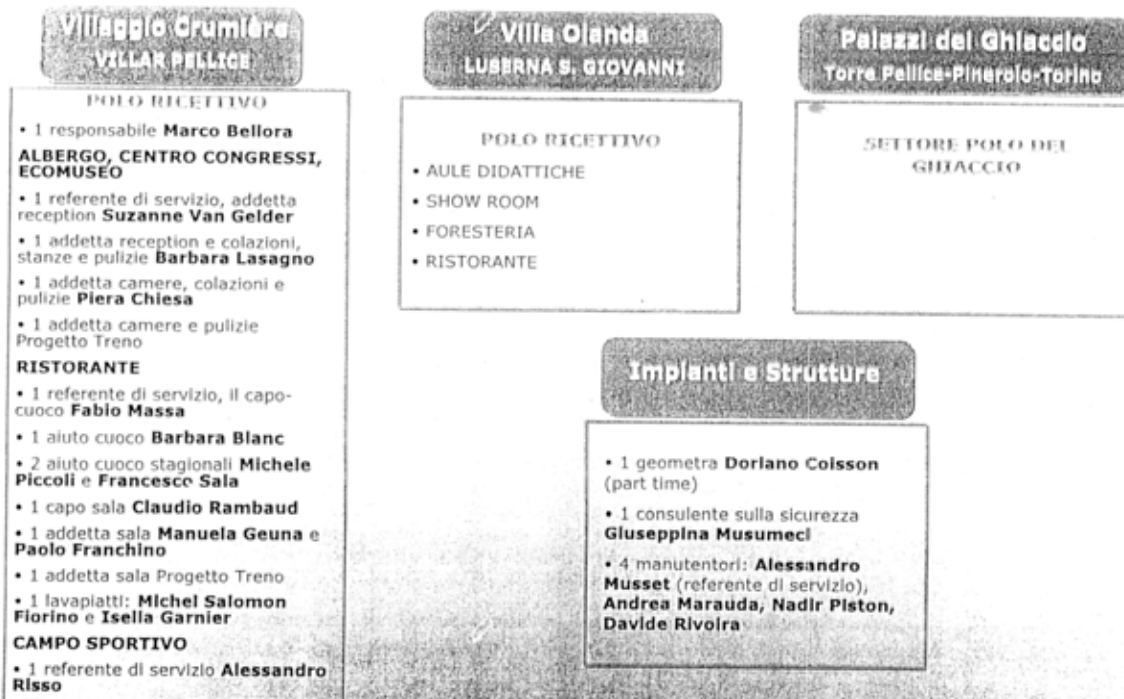 Villaggio Crumière
VILLAR PELLICE
POLO RICETTIVO
• 1 responsabile Marco Bellora
ALBERGO, CENTRO CONGRESSI,
ECOMUSEO
• 1 referente di servizio, addetta
reception Suzanne Van Gelder
• 1 addetta reception e colazioni,
stanze e pulizie Barbara Lasagno
• 1 addetta camere, colazioni e
pulizie Piera Chiesa
• 1 addetta camere e pulizie
Progetto Treno
RISTORANTE
• 1 referente di servizio, il capo-
cuoco Fabio Massa
• 1 aiuto cuoco Barbara Blanc
• 2 aiuto cuoco stagionali Michele
Piccoli e Francesco Sala
• 1 capo sala Claudio Rambaud
• 1 addetta sala Manuela Geuna e
Paolo Franchino
• 1 addetta sala Progetto Treno
• 1 lavapiatti: Michel Salomon
Fiorino e Isella Garnier
CAMPO SPORTIVO
• 1 referente di servizio Alessandro
Risso
Villa Olanda
LUSERNA S. GIOVANNI
POLO RICETTIVO
• AULE DIDATTICHE
• SHOW ROOM
• FORESTERIA
• RISTORANTE
Palazzi del Ghiaccio
Torre Pellice-Pinerolo-Torino
SETTORE POLO DEL
GHIACCIO
Impianti e Strutture
• 1 geometra Doriano Coisson
(part time)
• 1 consulente sulla sicurezza
Giuseppina Musumeci
• 4 manutentori: Alessandro
Musset (referente di servizio),
Andrea Marauda, Nadir Piston,
Davide Rivoira